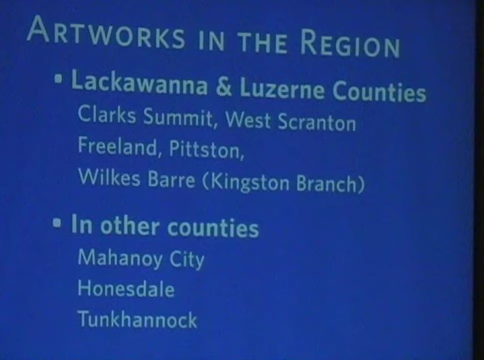 ARTWORKS IN THE REGION
▪ Lackawanna & Luzerne Counties
Clarks Summit, West Scranton
Freeland, Pittston,
Wilkes Barre (Kingston Branch)
▪ In other counties
Mahanoy City
Honesdale
Tunkhannock